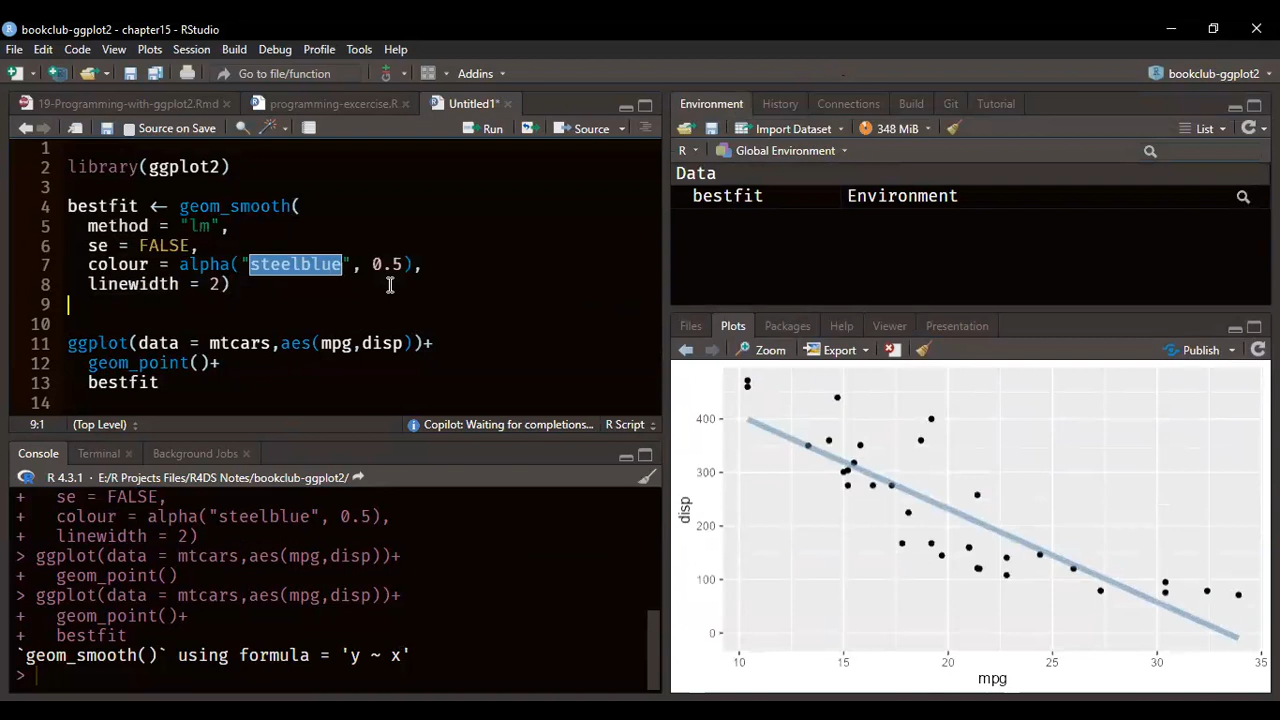 bookclub-ggplot2 - chapter15 - RStudio
File Edit Code View Plots Session Build Debug Profile Tools Help
Go to file/function Addins bookclub-ggplot2
19-Programming-with-ggplot2.Rmd programming-excercise.R Untitled1*
Source on Save Run Source
1
2 library(ggplot2)
3
4 bestfit ← geom_smooth(
5 method = "lm",
6 se = FALSE,
7 colour = alpha("steelblue", 0.5),
8 linewidth = 2)
9
10
11 ggplot(data = mtcars,aes(mpg,disp))+
12 geom_point()+
13 bestfit
14
9:1 (Top Level) Copilot: Waiting for completions... R Script
Console Terminal Background Jobs
R 4.3.1 · E:/R Projects/R4DS Notes/bookclub-ggplot2/
+ se = FALSE,
+ colour = alpha("steelblue", 0.5),
+ linewidth = 2)
> ggplot(data = mtcars,aes(mpg,disp))+
+ geom_point()
> ggplot(data = mtcars,aes(mpg,disp))+
+ geom_point()+
+ bestfit
`geom_smooth()` using formula = 'y ~ x'
>
Environment History Connections Build Git Tutorial
Import Dataset 348 MiB List
R Global Environment
Data
bestfit Environment
Files Plots Packages Help Viewer Presentation
Zoom Export Publish
400
300
200
100
0
disp
10 15 20 25 30 35
mpg